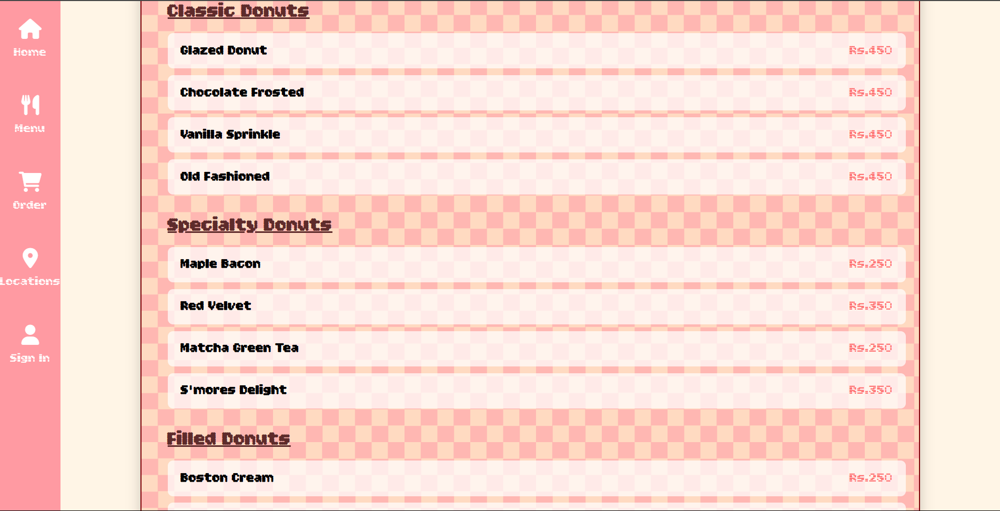 Home
Menu
Order
Locations
Sign in
Classic Donuts
Glazed Donut Rs.450
Chocolate Frosted Rs.450
Vanilla Sprinkle Rs.450
Old Fashioned Rs.450
Specialty Donuts
Maple Bacon Rs.250
Red Velvet Rs.350
Matcha Green Tea Rs.250
S'mores Delight Rs.350
Filled Donuts
Boston Cream Rs.250